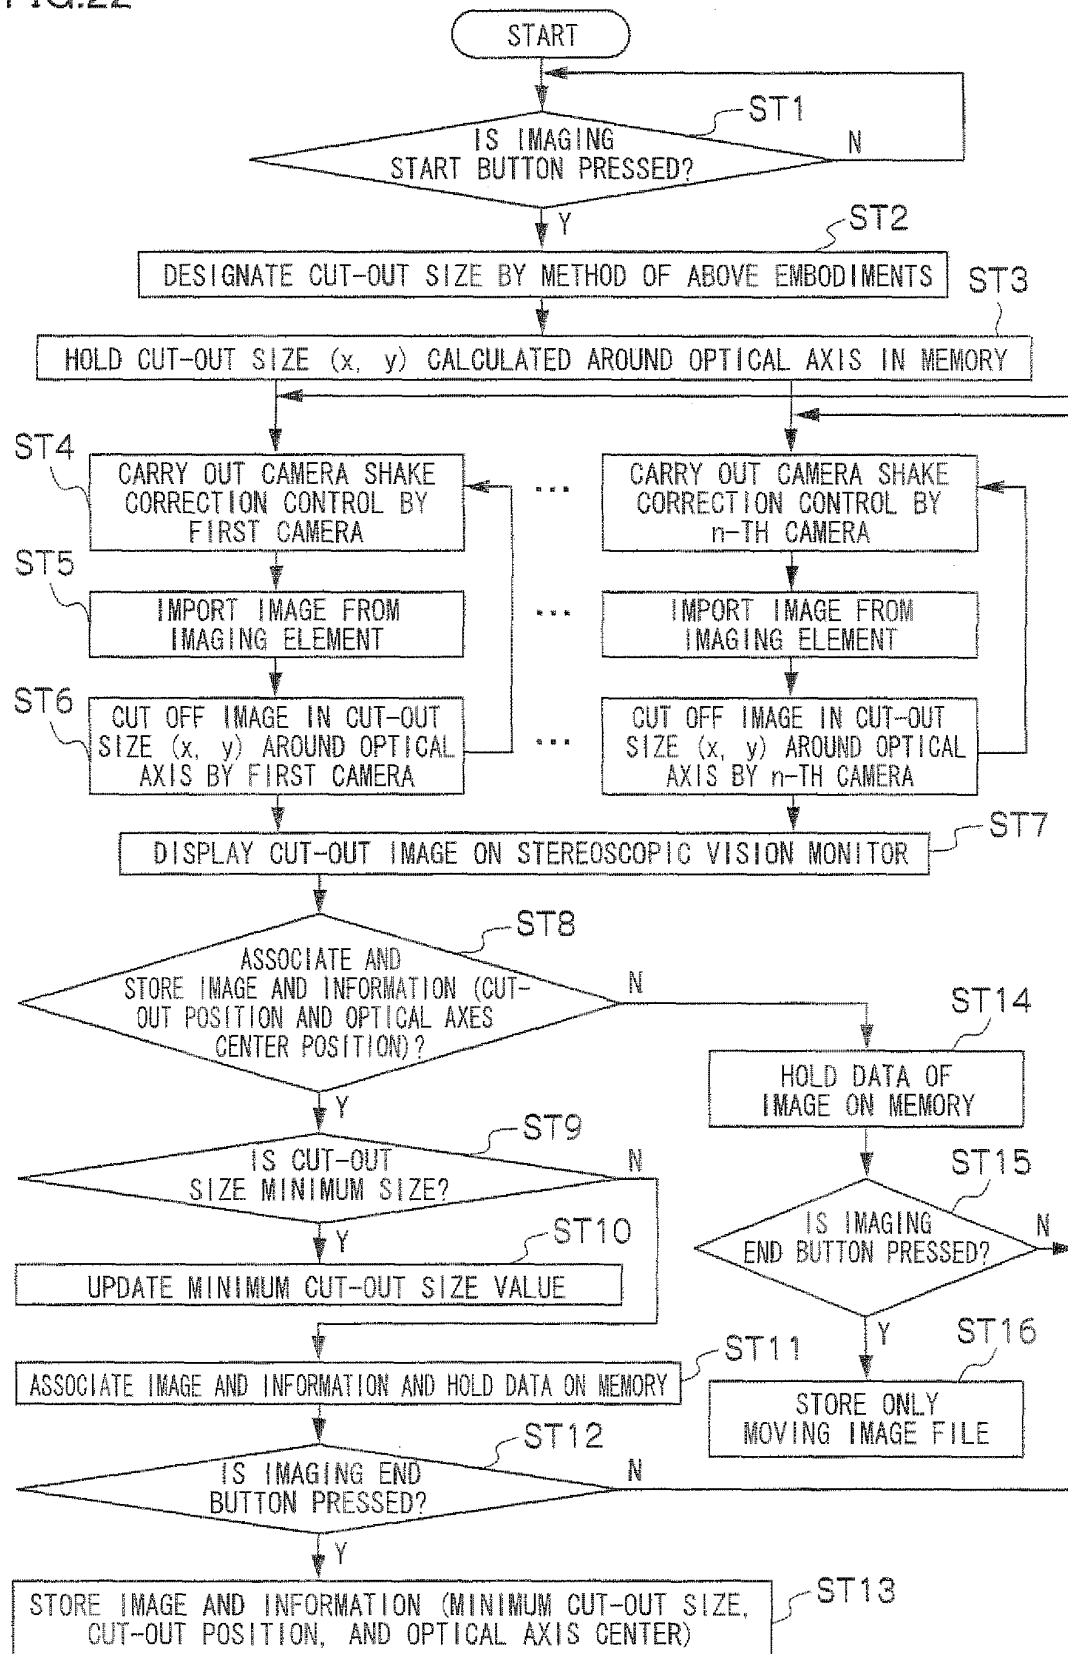 FIG.22
START
ST1
IS IMAGING
START BUTTON PRESSED?
N
Y
ST2
DESIGNATE CUT-OUT SIZE BY METHOD OF ABOVE EMBODIMENTS
ST3
HOLD CUT-OUT SIZE (x, y) CALCULATED AROUND OPTICAL AXIS IN MEMORY
ST4
CARRY OUT CAMERA SHAKE
CORRECTION CONTROL BY
FIRST CAMERA
...
CARRY OUT CAMERA SHAKE
CORRECTION CONTROL BY
n-TH CAMERA
ST5
IMPORT IMAGE FROM
IMAGING ELEMENT
...
IMPORT IMAGE FROM
IMAGING ELEMENT
ST6
CUT OFF IMAGE IN CUT-OUT
SIZE (x, y) AROUND OPTICAL
AXIS BY FIRST CAMERA
...
CUT OFF IMAGE IN CUT-OUT
SIZE (x, y) AROUND OPTICAL
AXIS BY n-TH CAMERA
ST7
DISPLAY CUT-OUT IMAGE ON STEREOSCOPIC VISION MONITOR
ST8
ASSOCIATE AND
STORE IMAGE AND INFORMATION (CUT-
OUT POSITION AND OPTICAL AXES
CENTER POSITION)?
N
Y
ST14
HOLD DATA OF
IMAGE ON MEMORY
ST9
IS CUT-OUT
SIZE MINIMUM SIZE?
N
Y
ST15
IS IMAGING
END BUTTON PRESSED?
N
Y
ST10
UPDATE MINIMUM CUT-OUT SIZE VALUE
ST16
STORE ONLY
MOVING IMAGE FILE
ST11
ASSOCIATE IMAGE AND INFORMATION AND HOLD DATA ON MEMORY
ST12
IS IMAGING END
BUTTON PRESSED?
N
Y
ST13
STORE IMAGE AND INFORMATION (MINIMUM CUT-OUT SIZE,
CUT-OUT POSITION, AND OPTICAL AXIS CENTER)